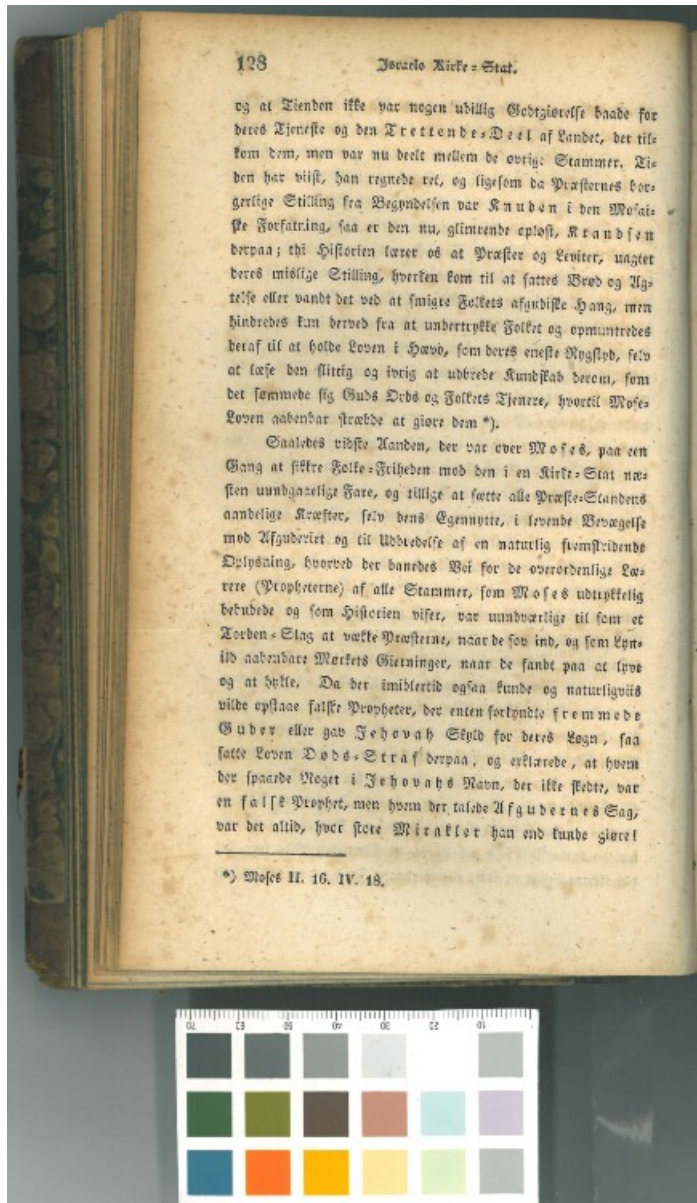 128
Israels Kirke=Stat.
og at Tienden ikke var nogen ubillig Godtgiørelse baade for
deres Tjeneste og den Trettende=Deel af Landet, der til=
kom dem, men var nu deelt mellem de øvrige Stammer. Ti=
den har viist, han regnede ret, og ligesom da Præsternes bor=
gerlige Stilling fra Begyndelsen var Knuden i den Mosai=
ske Forfatning, saa er den nu, glimrende opløst, Krandsen
derpaa; thi Historien lærer os at Præster og Leviter, uagtet
deres mislige Stilling, hverken kom til at fattes Brød og Ag=
telse eller vandt det ved at smigre Folkets afgudiske Hang, men
hindredes kun derved fra at undertrykke Folket og opmuntredes
deraf til at holde Loven i Hævd, som deres eneste Rygstød, selv
at læse den flittig og ivrig at udbrede Kundskab derom, som
det sømmede sig Guds Ords og Folkets Tjenere, hvortil Mose=
Loven aabenbar stræbde at giøre dem *).
Saaledes vidste Aanden, der var over Moses, paa een
Gang at sikkre Folke=Friheden mod den i en Kirke=Stat næ=
sten uundgaaelige Fare, og tillige at sætte alle Præste=Standens
aandelige Kræfter, selv dens Egennytte, i levende Bevægelse
mod Afguderiet og til Udbredelse af en naturlig fremskridende
Oplysning, hvorved der banedes Vei for de overordenlige Læ=
rere (Propheterne) af alle Stammer, som Moses udtrykkelig
bebudede og som Historien viser, var uundværlige til som et
Torden=Slag at vække Præsterne, naar de sov ind, og som Lyn=
ild aabenbare Mørkets Gierninger, naar de fandt paa at lyve
og at hykle. Da der imidlertid ogsaa kunde og naturligviis
vilde opstaae falske Propheter, der enten forkyndte fremmede
Guder eller gav Jehovah Skyld for deres Løgn, saa
satte Loven Døds=Straf derpaa, og erklærede, at hvem
der spaaede Noget i Jehovahs Navn, der ikke skedte, var
en falsk Prophet, men hvem der talede Afgudernes Sag,
var det altid, hvor store Mirakler han end kunde giøre!
*) Moses II. 16. IV. 18.
70
50
40
30
20
10